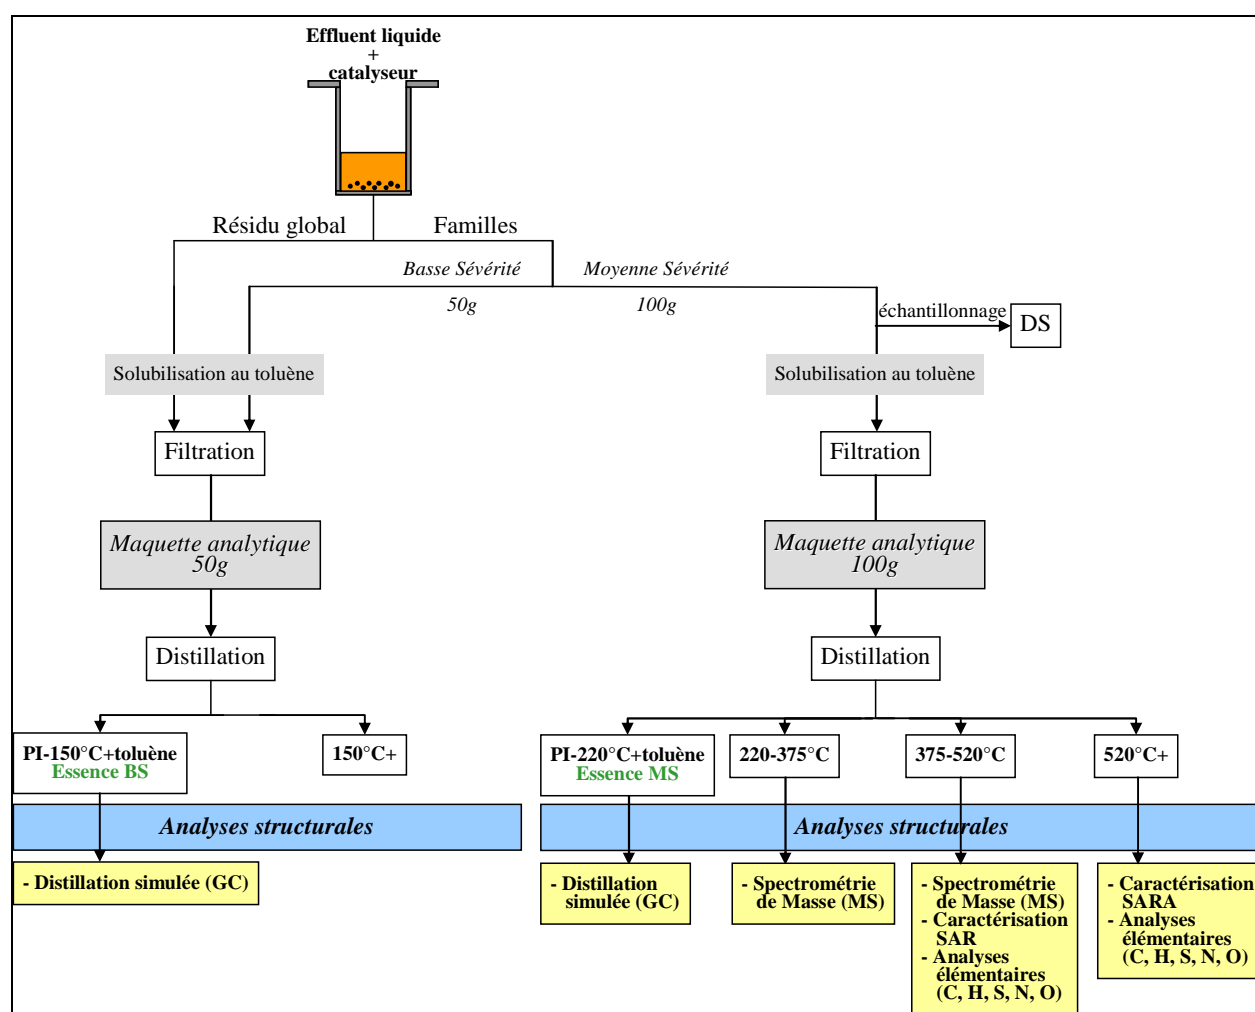 Effluent liquide
+
catalyseur
Résidu global
Familles
Basse Sévérité
Moyenne Sévérité
50g
100g
échantillonnage
DS
Solubilisation au toluène
Solubilisation au toluène
Filtration
Filtration
Maquette analytique
50g
Maquette analytique
100g
Distillation
Distillation
PI-150°C+toluène
Essence BS
150°C+
PI-220°C+toluène
Essence MS
220-375°C
375-520°C
520°C+
Analyses structurales
Analyses structurales
- Distillation simulée (GC)
- Distillation
simulée (GC)
- Spectrométrie
de Masse (MS)
- Spectrométrie
de Masse (MS)
- Caractérisation
SAR
- Analyses
élémentaires
(C, H, S, N, O)
- Caractérisation
SARA
- Analyses
élémentaires
(C, H, S, N, O)